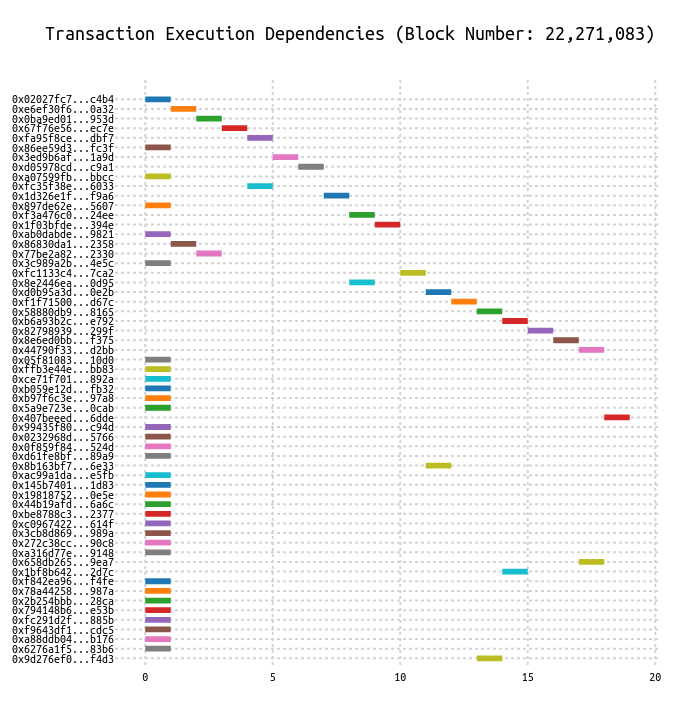 Transaction Execution Dependencies (Block Number: 22,271,083)
0x02027fc7...c4b4
0xe6ef30f6...0a32
0x0ba9ed01...953d
0x67f76e56...ec7e
0xfa95f8ce...dbf7
0x86ee59d3...fc3f
0x3ed9b6af...1a9d
0xd05978cd...c9a1
0xa07599fb...bbcc
0xfc35f38e...6033
0x1d326e1f...f9a6
0x897de62e...5607
0xf3a476c0...24ee
0x1f03bfde...394e
0xab0dabde...9821
0x86830da1...2358
0x77be2a82...2330
0x3c989a2b...4e5c
0xfc1133c4...7ca2
0x8e2446ea...0d95
0xd0b95a3d...0e2b
0xf1f71500...d67c
0x58880db9...8165
0xb6a93b2c...e792
0x82798939...299f
0x8e6ed0bb...f375
0x44790f33...d2bb
0x05f81083...10d0
0xffb3e44e...bb83
0xce71f701...892a
0xb059e12d...fb32
0xb97f6c3e...97a8
0x5a9e723e...0cab
0x407beeed...6dde
0x99435f80...c94d
0x0232968d...5766
0x0f859f84...524d
0xd61fe8bf...89a9
0x8b163bf7...6e33
0xac99a1da...e5fb
0x145b7401...1d83
0x19818752...0e5e
0x44b19afd...6a6c
0xbe8788c3...2377
0xc0967422...614f
0x3cb8d869...989a
0x272c38cc...90c8
0xa316d77e...9148
0x658db265...9ea7
0x1bf8b642...2d7c
0xf842ea96...f4fe
0x78a44258...987a
0x2b254bbb...28ca
0x794148b6...e53b
0xfc291d2f...885b
0xf9643df1...cdc5
0xa88ddb04...b176
0x6276a1f5...83b6
0x9d276ef0...f4d3
0 5 10 15 20